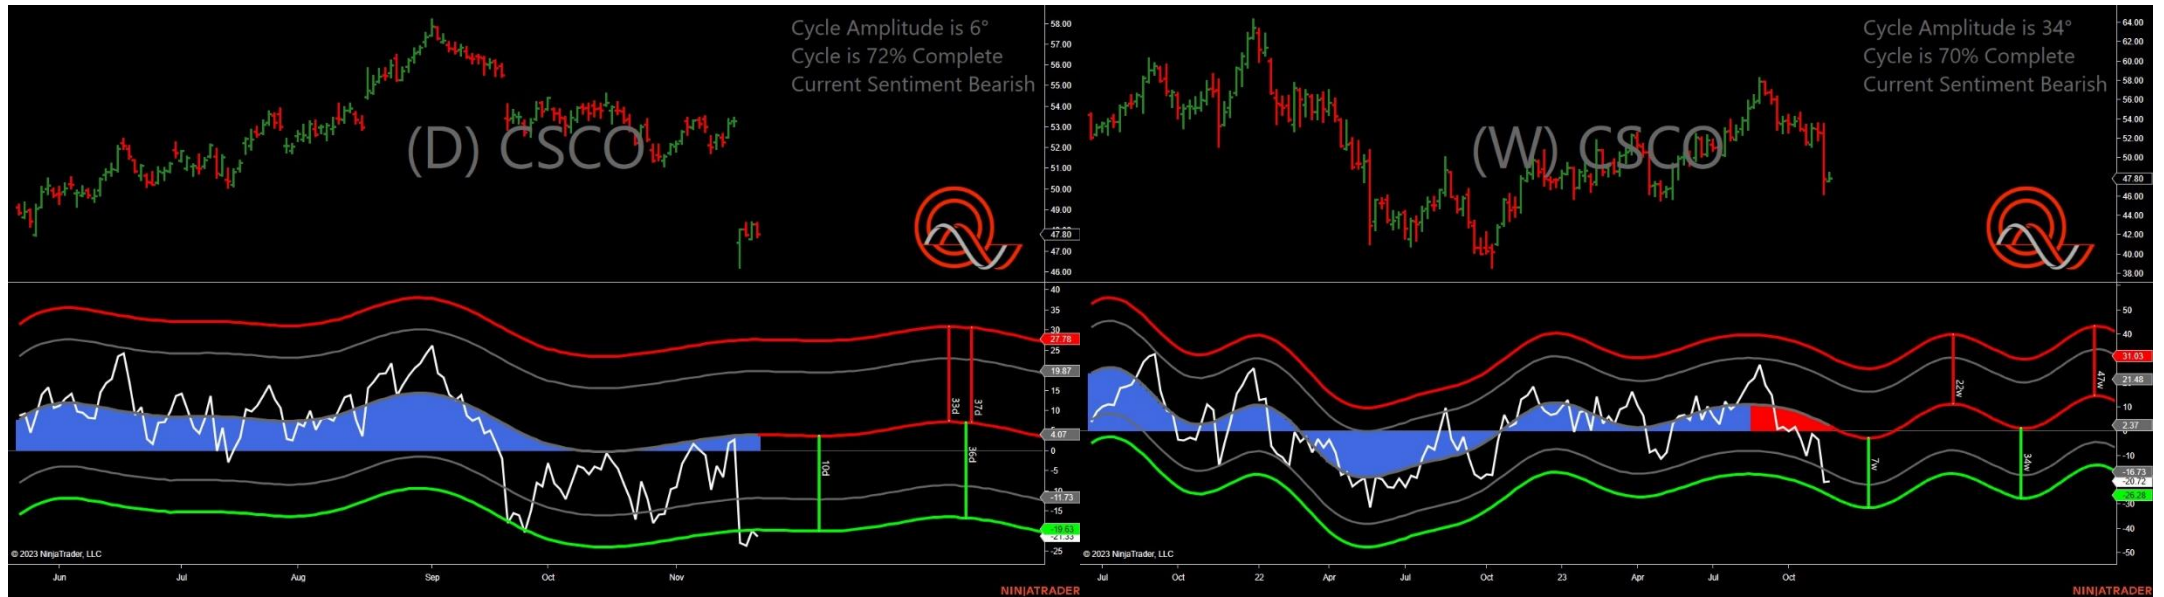 Cycle Amplitude is 6°
Cycle is 72% Complete
Current Sentiment Bearish
(D) CSCO
58.00
57.00
56.00
55.00
54.00
53.00
52.00
51.00
50.00
49.00
47.80
47.00
46.00
40
35
30
27.78
25
19.87
15
10
4.07
0
-5
-11.73
-15
-19.63
-21.33
-25
33d
37d
10d
36d
© 2023 NinjaTrader, LLC
Jun Jul Aug Sep Oct Nov
NINJATRADER
Cycle Amplitude is 34°
Cycle is 70% Complete
Current Sentiment Bearish
(W) CSCO
64.00
62.00
60.00
58.00
56.00
54.00
52.00
50.00
47.80
46.00
44.00
42.00
40.00
38.00
50
40
31.03
21.48
10
2.37
-10
-16.73
-20.72
-26.28
-30
-40
-50
22w
47w
7w
34w
© 2023 NinjaTrader, LLC
Jul Oct 22 Apr Jul Oct 23 Apr Jul Oct
NINJATRADER